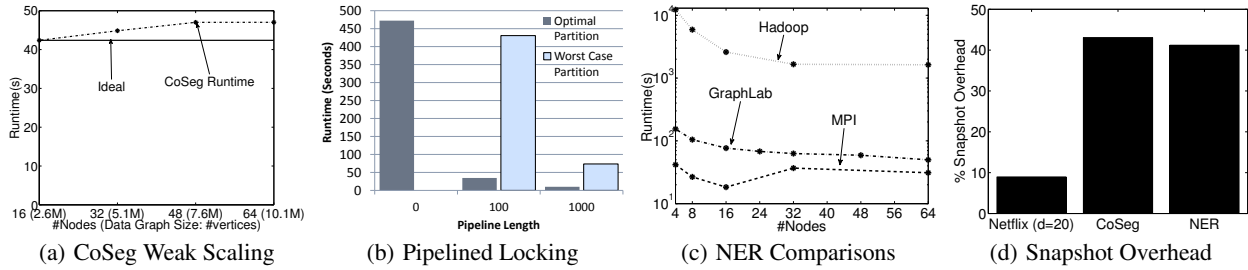 50
40
30
20
10
0
Runtime(s)
Ideal
CoSeg Runtime
16 (2.6M) 32 (5.1M) 48 (7.6M) 64 (10.1M)
#Nodes (Data Graph Size: #vertices)
(a) CoSeg Weak Scaling
500
450
400
350
300
250
200
150
100
50
0
Runtime (Seconds)
Optimal
Partition
Worst Case
Partition
0 100 1000
Pipeline Length
(b) Pipelined Locking
10^4
10^3
10^2
10^1
Runtime(s)
Hadoop
GraphLab
MPI
4 8 16 24 32 40 48 56 64
#Nodes
(c) NER Comparisons
50
40
30
20
10
0
% Snapshot Overhead
Netflix (d=20) CoSeg NER
(d) Snapshot Overhead